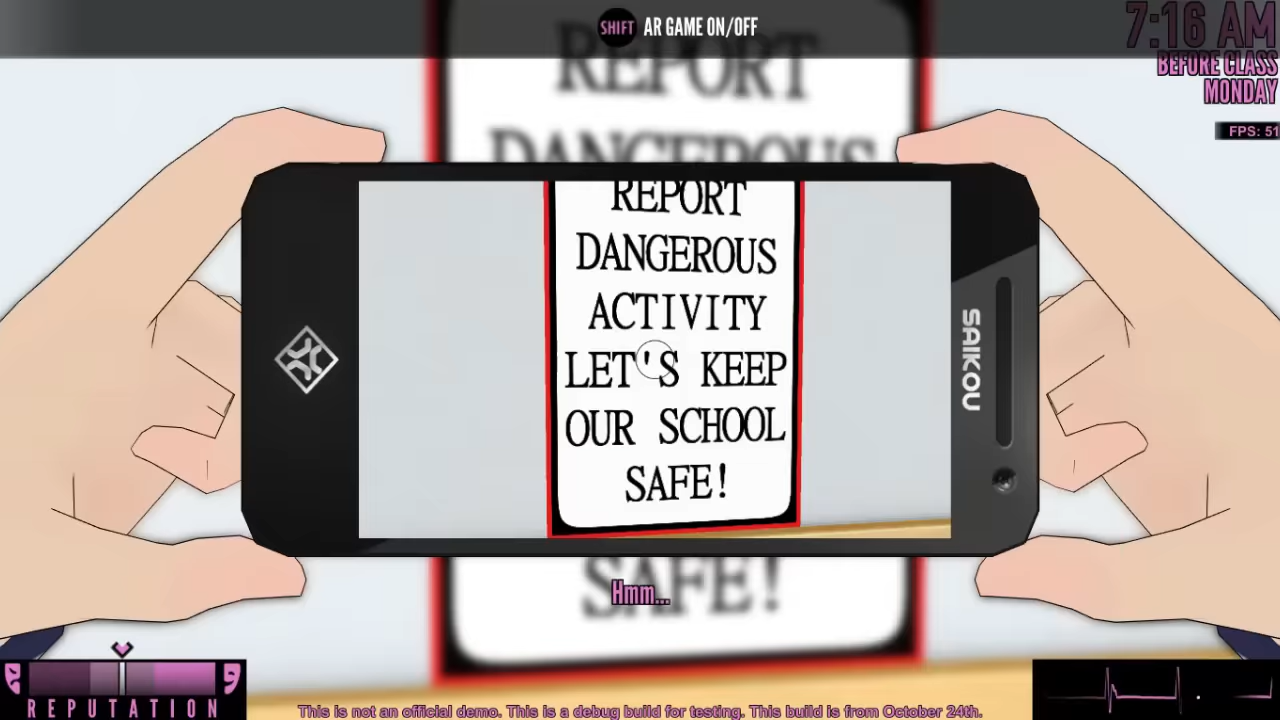 SHIFT AR GAME ON/OFF
7:16 AM
BEFORE CLASS
MONDAY
FPS: 51
REPORT
DANGEROUS
REPORT
DANGEROUS
ACTIVITY
LET'S KEEP
OUR SCHOOL
SAFE!
SAIKOU
SAFE!
Hmm...
REPUTATION
This is not an official demo. This is a debug build for testing. This build is from October 24th.